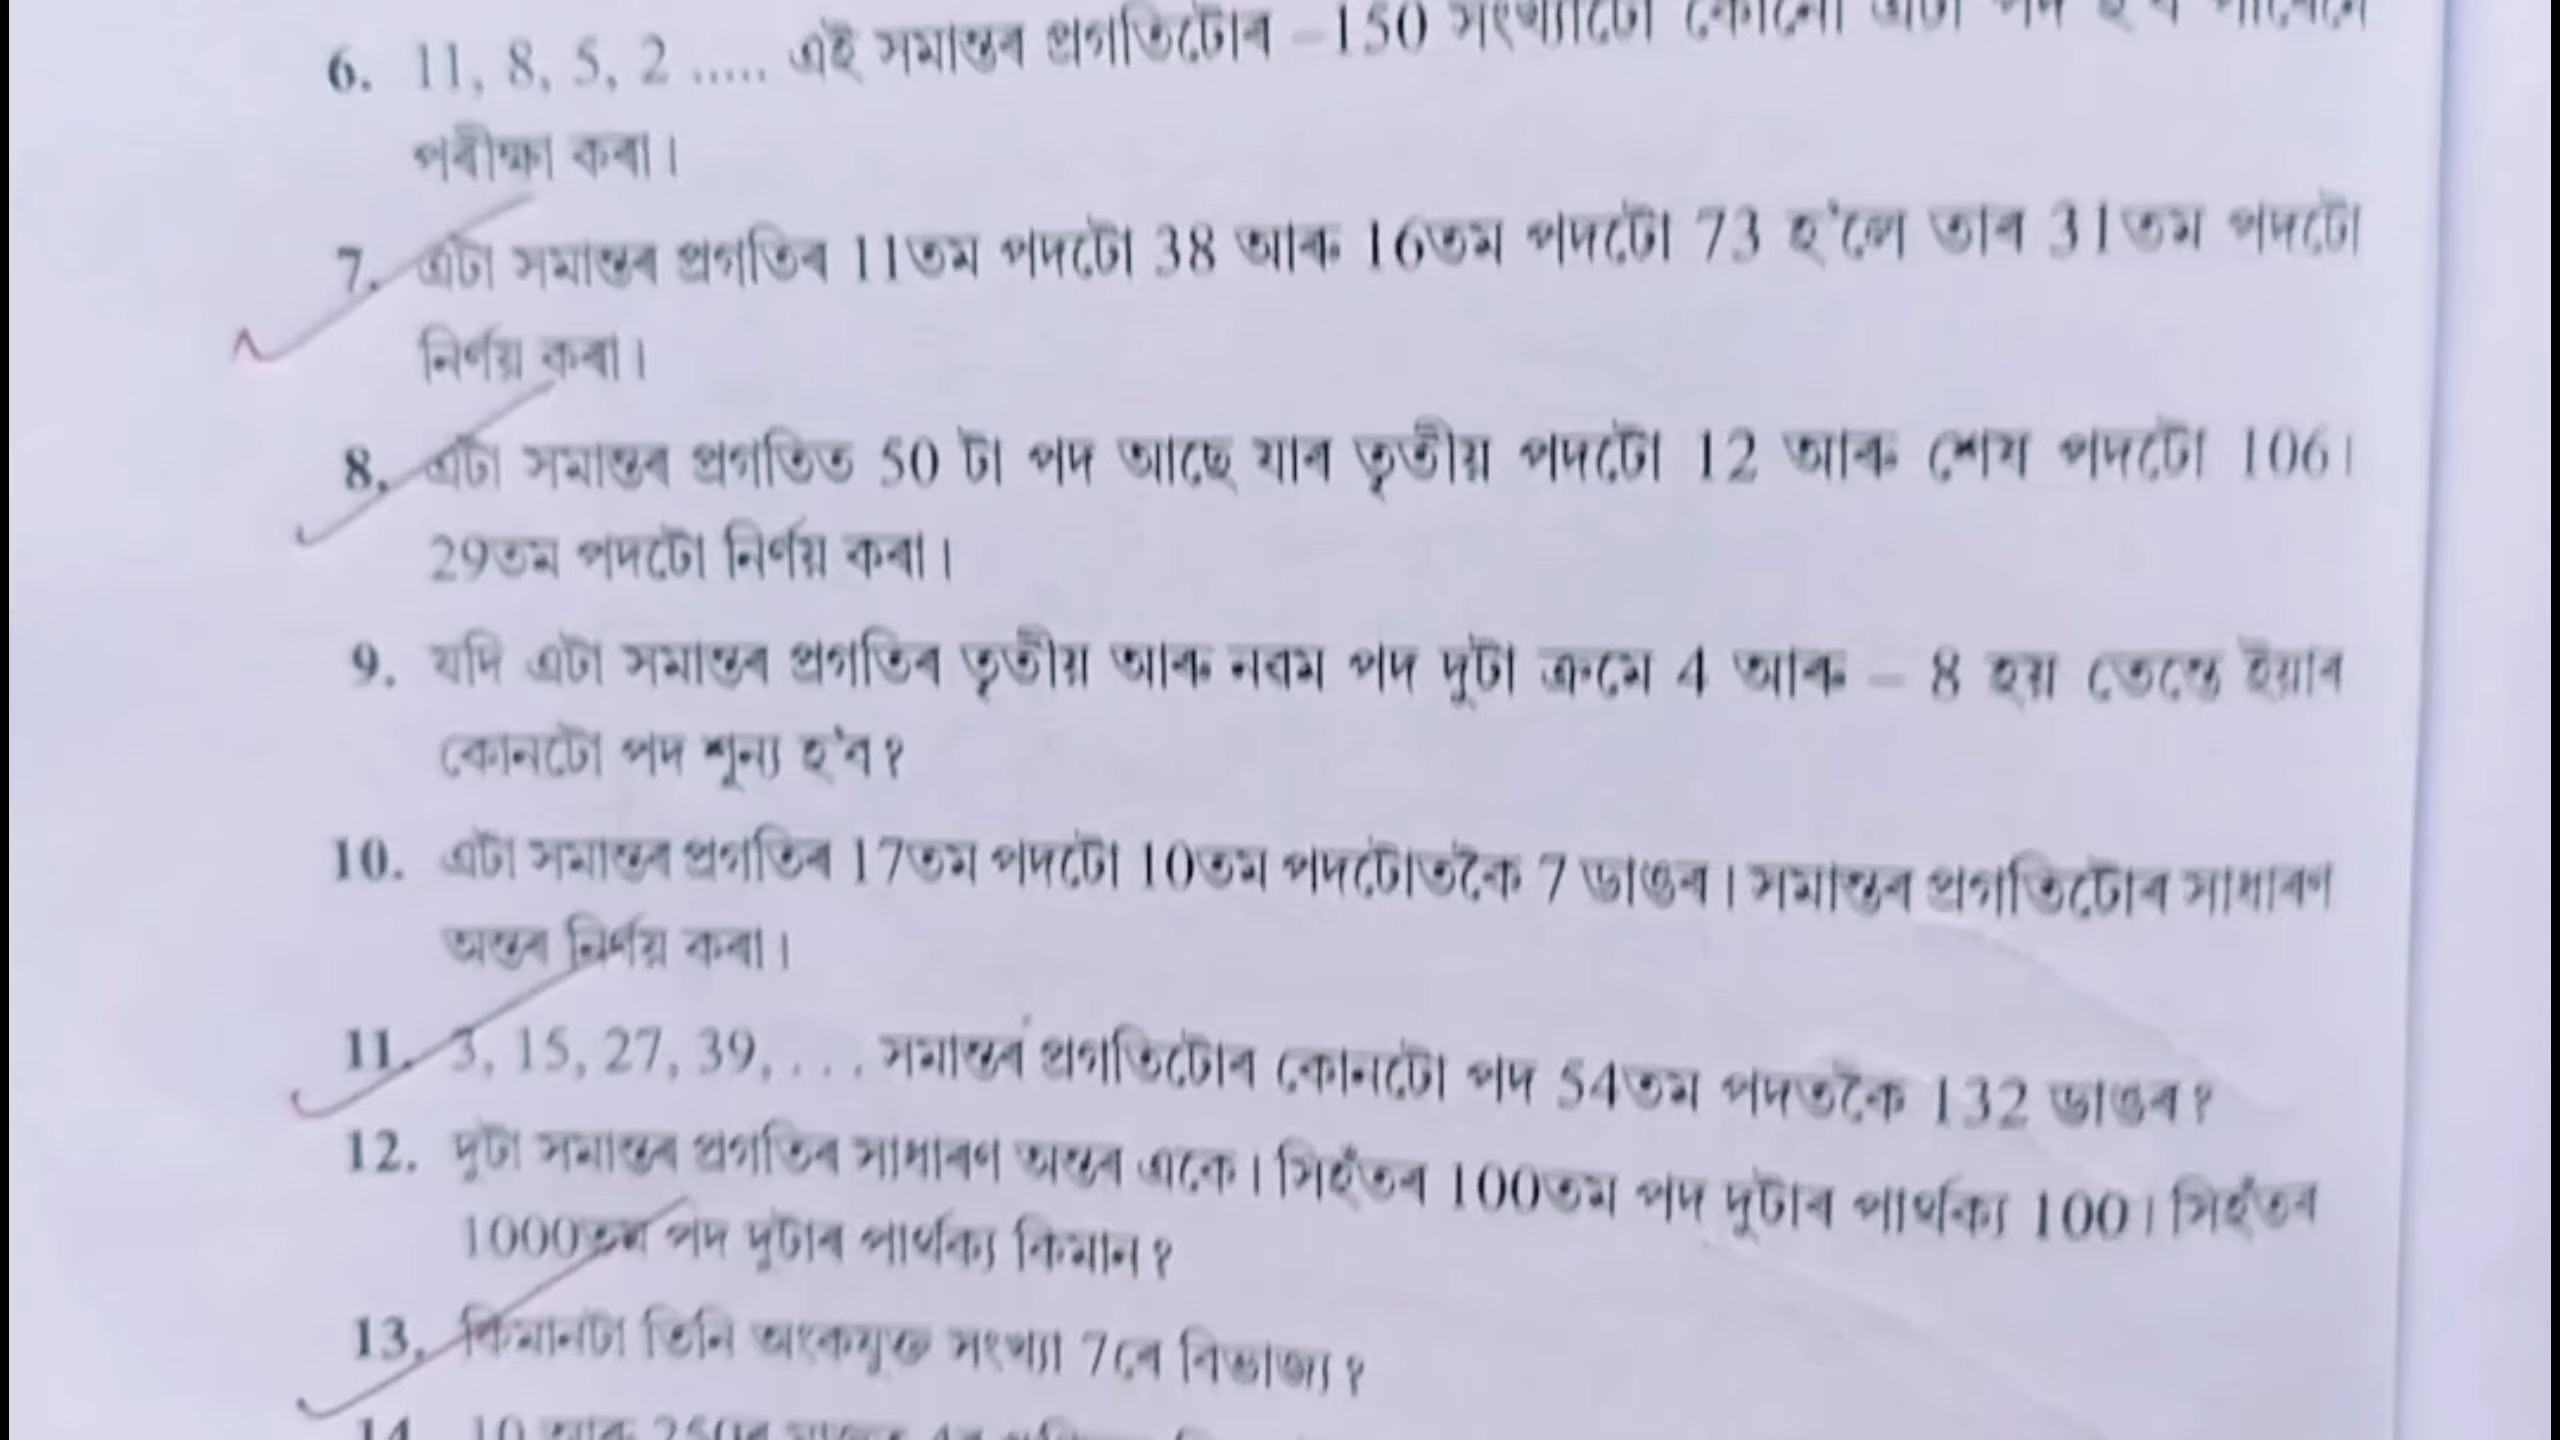 6. 11, 8, 5, 2 ..... এই সমান্তৰ প্ৰগতিটোৰ –150 সংখ্যাটো কোনো এটা পদ হ'ব পাৰেনে
পৰীক্ষা কৰা।
7. এটা সমান্তৰ প্ৰগতিৰ 11তম পদটো 38 আৰু 16তম পদটো 73 হ'লে তাৰ 31তম পদটো
নিৰ্ণয় কৰা।
8. এটা সমান্তৰ প্ৰগতিত 50 টা পদ আছে যাৰ তৃতীয় পদটো 12 আৰু শেষ পদটো 106।
29তম পদটো নিৰ্ণয় কৰা।
9. যদি এটা সমান্তৰ প্ৰগতিৰ তৃতীয় আৰু নবম পদ দুটা ক্ৰমে 4 আৰু – 8 হয় তেন্তে ইয়াৰ
কোনটো পদ শূন্য হ'ব?
10. এটা সমান্তৰ প্ৰগতিৰ 17তম পদটো 10তম পদটোতকৈ 7 ডাঙৰ। সমান্তৰ প্ৰগতিটোৰ সাধাৰণ
অন্তৰ নিৰ্ণয় কৰা।
11. 3, 15, 27, 39, . . . সমান্তৰ প্ৰগতিটোৰ কোনটো পদ 54তম পদতকৈ 132 ডাঙৰ?
12. দুটা সমান্তৰ প্ৰগতিৰ সাধাৰণ অন্তৰ একে। সিহঁতৰ 100তম পদ দুটাৰ পাৰ্থক্য 100। সিহঁতৰ
1000তম পদ দুটাৰ পাৰ্থক্য কিমান?
13. কিমানটা তিনি অংকযুক্ত সংখ্যা 7ৰে বিভাজ্য?
14. 10 আৰু 250ৰ